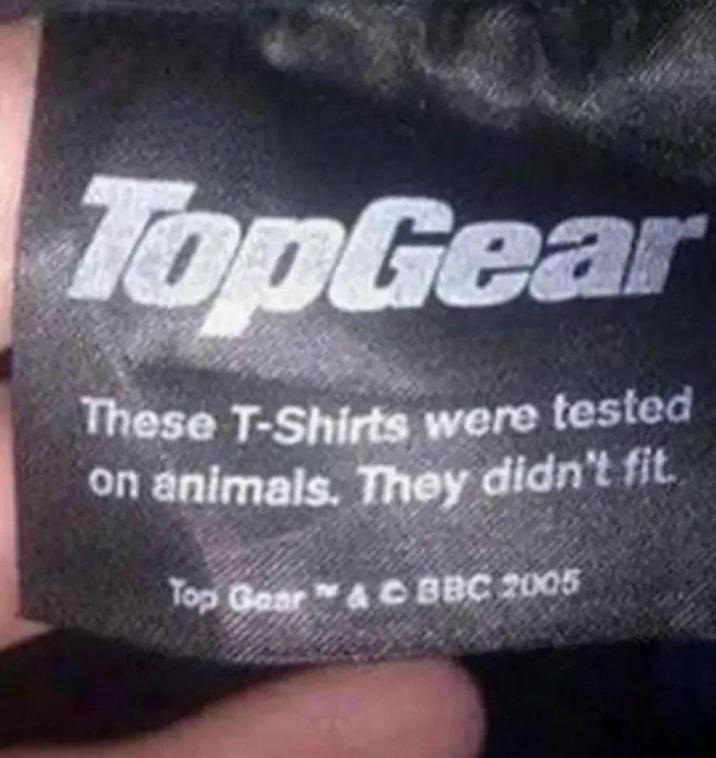 TopGear
These T-Shirts were tested
on animals. They didn't fit.
Top Gear ™ & © BBC 2005